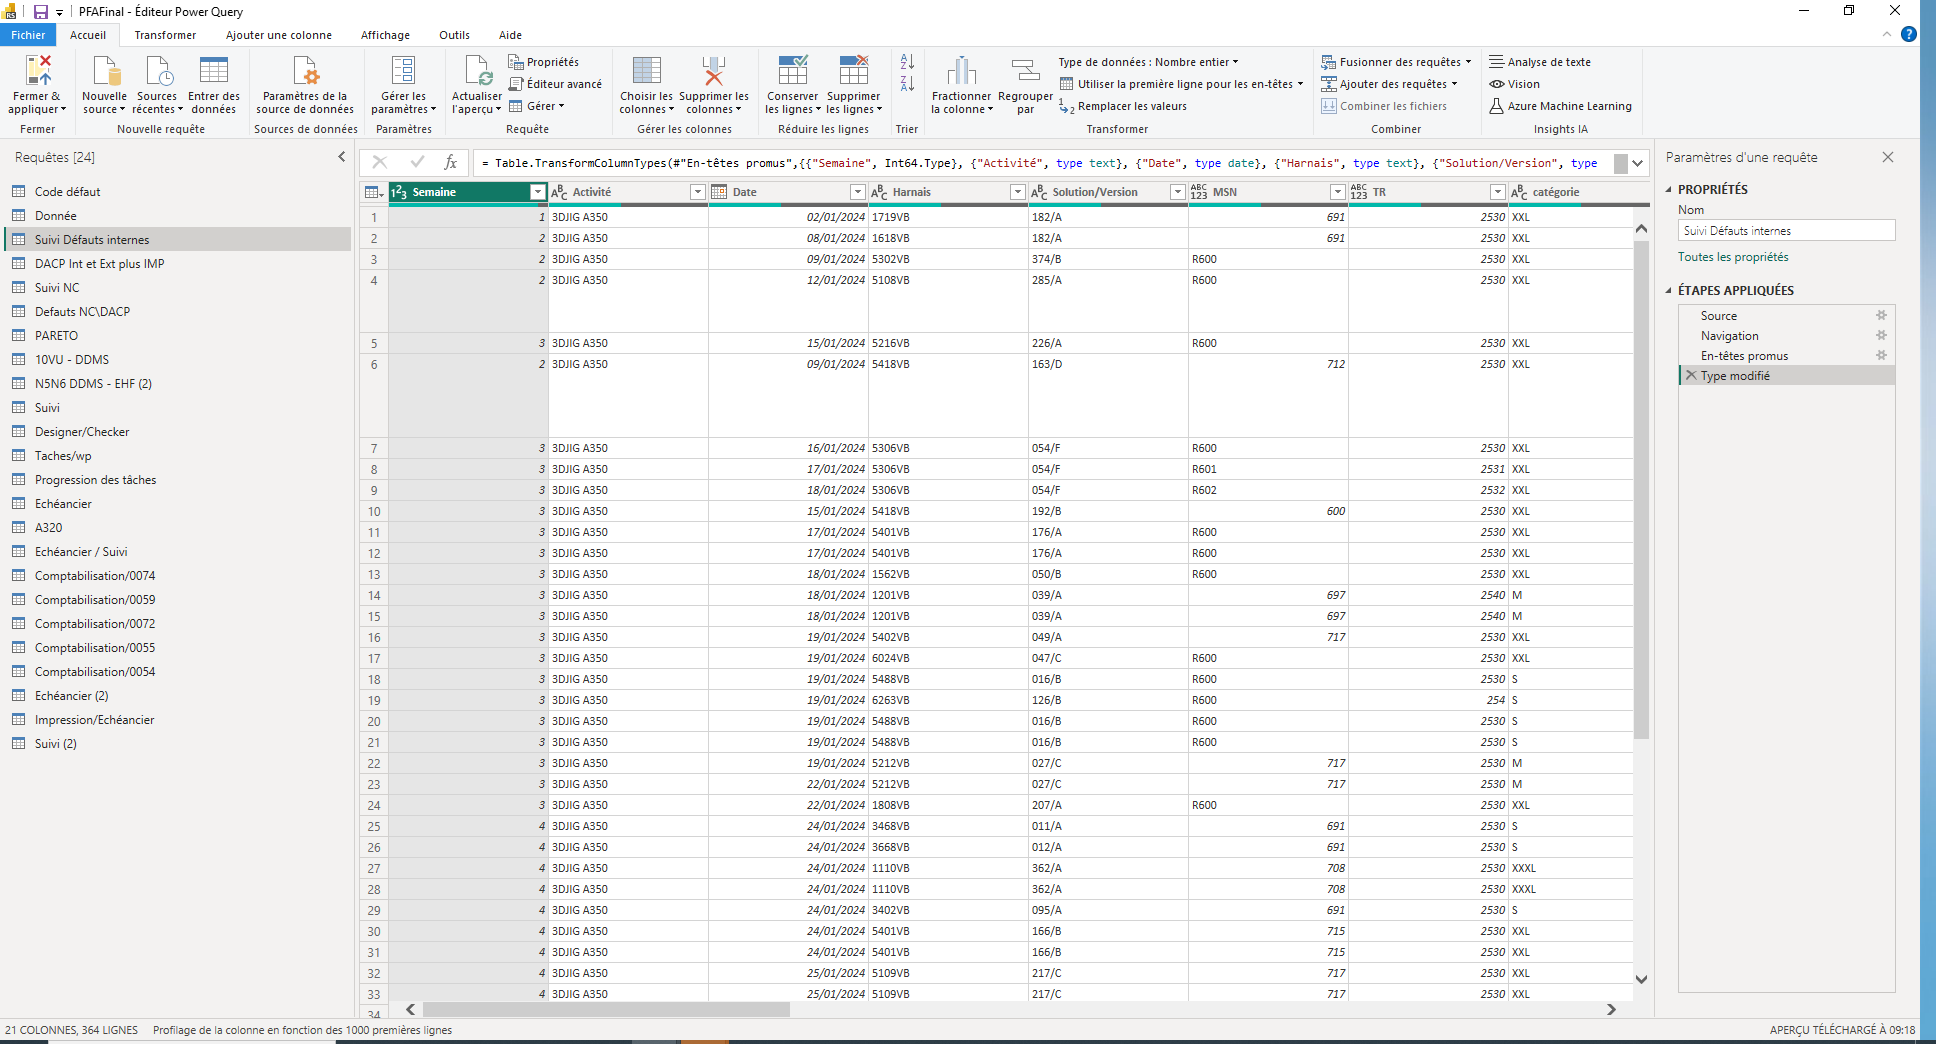 PFAFinal - Éditeur Power Query
Fichier Accueil Transformer Ajouter une colonne Affichage Outils Aide
Fermer & appliquer
Nouvelle source
Sources récentes
Entrer des données
Paramètres de la source de données
Gérer les paramètres
Actualiser l'aperçu
Propriétés
Éditeur avancé
Gérer
Choisir les colonnes
Supprimer les colonnes
Conserver les lignes
Supprimer les lignes
Fractionner la colonne
Regrouper par
Type de données : Nombre entier
Utiliser la première ligne pour les en-têtes
Remplacer les valeurs
Fusionner des requêtes
Ajouter des requêtes
Combiner les fichiers
Analyse de texte
Vision
Azure Machine Learning
Fermer Nouvelle requête Sources de données Paramètres Requête Gérer les colonnes Réduire les lignes Trier Transformer Combiner Insights IA
Requêtes [24]
Code défaut
Donnée
Suivi Défauts internes
DACP Int et Ext plus IMP
Suivi NC
Defauts NC\DACP
PARETO
10VU - DDMS
N5N6 DDMS - EHF (2)
Suivi
Designer/Checker
Taches/wp
Progression des tâches
Echéancier
A320
Echéancier / Suivi
Comptabilisation/0074
Comptabilisation/0059
Comptabilisation/0072
Comptabilisation/0055
Comptabilisation/0054
Echéancier (2)
Impression/Echéancier
Suivi (2)
fx = Table.TransformColumnTypes(#"En-têtes promus",{{"Semaine", Int64.Type}, {"Activité", type text}, {"Date", type date}, {"Harnais", type text}, {"Solution/Version", type
Semaine Activité Date Harnais Solution/Version MSN TR catégorie
1 1 3DJIG A350 02/01/2024 1719VB 182/A 691 2530 XXL
2 2 3DJIG A350 08/01/2024 1618VB 182/A 691 2530 XXL
3 2 3DJIG A350 09/01/2024 5302VB 374/B R600 2530 XXL
4 2 3DJIG A350 12/01/2024 5108VB 285/A R600 2530 XXL
5 3 3DJIG A350 15/01/2024 5216VB 226/A R600 2530 XXL
6 2 3DJIG A350 09/01/2024 5418VB 163/D 712 2530 XXL
7 3 3DJIG A350 16/01/2024 5306VB 054/F R600 2530 XXL
8 3 3DJIG A350 17/01/2024 5306VB 054/F R601 2531 XXL
9 3 3DJIG A350 18/01/2024 5306VB 054/F R602 2532 XXL
10 3 3DJIG A350 15/01/2024 5418VB 192/B 600 2530 XXL
11 3 3DJIG A350 17/01/2024 5401VB 176/A R600 2530 XXL
12 3 3DJIG A350 17/01/2024 5401VB 176/A R600 2530 XXL
13 3 3DJIG A350 18/01/2024 1562VB 050/B R600 2530 XXL
14 3 3DJIG A350 18/01/2024 1201VB 039/A 697 2540 M
15 3 3DJIG A350 18/01/2024 1201VB 039/A 697 2540 M
16 3 3DJIG A350 19/01/2024 5402VB 049/A 717 2530 XXL
17 3 3DJIG A350 19/01/2024 6024VB 047/C R600 2530 XXL
18 3 3DJIG A350 19/01/2024 5488VB 016/B R600 2530 S
19 3 3DJIG A350 19/01/2024 6263VB 126/B R600 254 S
20 3 3DJIG A350 19/01/2024 5488VB 016/B R600 2530 S
21 3 3DJIG A350 19/01/2024 5488VB 016/B R600 2530 S
22 3 3DJIG A350 19/01/2024 5212VB 027/C 717 2530 M
23 3 3DJIG A350 22/01/2024 5212VB 027/C 717 2530 M
24 3 3DJIG A350 22/01/2024 1808VB 207/A R600 2530 XXL
25 4 3DJIG A350 24/01/2024 3468VB 011/A 691 2530 S
26 4 3DJIG A350 24/01/2024 3668VB 012/A 691 2530 S
27 4 3DJIG A350 24/01/2024 1110VB 362/A 708 2530 XXXL
28 4 3DJIG A350 24/01/2024 1110VB 362/A 708 2530 XXXL
29 4 3DJIG A350 24/01/2024 3402VB 095/A 691 2530 S
30 4 3DJIG A350 24/01/2024 5401VB 166/B 715 2530 XXL
31 4 3DJIG A350 24/01/2024 5401VB 166/B 715 2530 XXL
32 4 3DJIG A350 25/01/2024 5109VB 217/C 717 2530 XXL
33 4 3DJIG A350 25/01/2024 5109VB 217/C 717 2530 XXL
34
Paramètres d'une requête
PROPRIÉTÉS
Nom
Suivi Défauts internes
Toutes les propriétés
ÉTAPES APPLIQUÉES
Source
Navigation
En-têtes promus
Type modifié
21 COLONNES, 364 LIGNES Profilage de la colonne en fonction des 1000 premières lignes
APERÇU TÉLÉCHARGÉ À 09:18